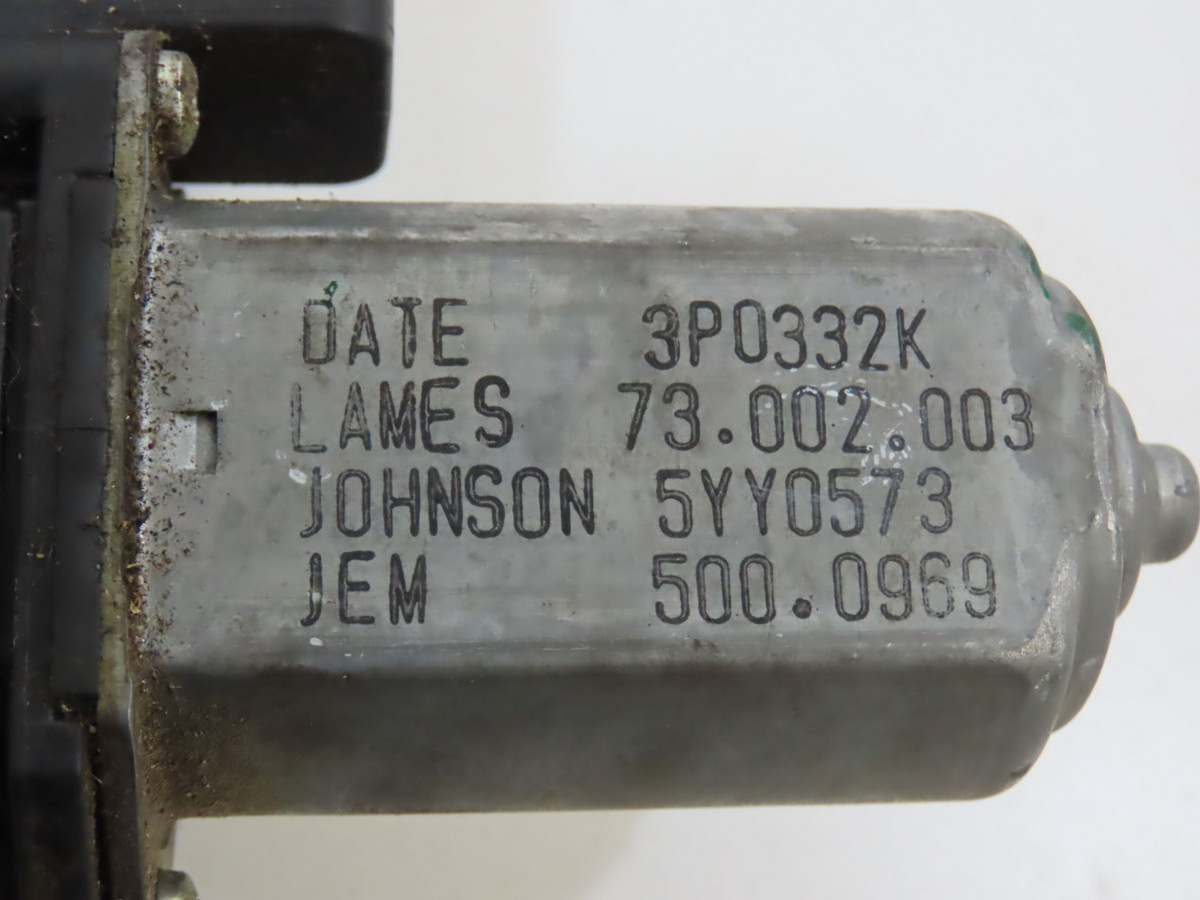 DATE 3P0332K
LAMES 73.002.003
JOHNSON 5YY0573
JEM 500.0969